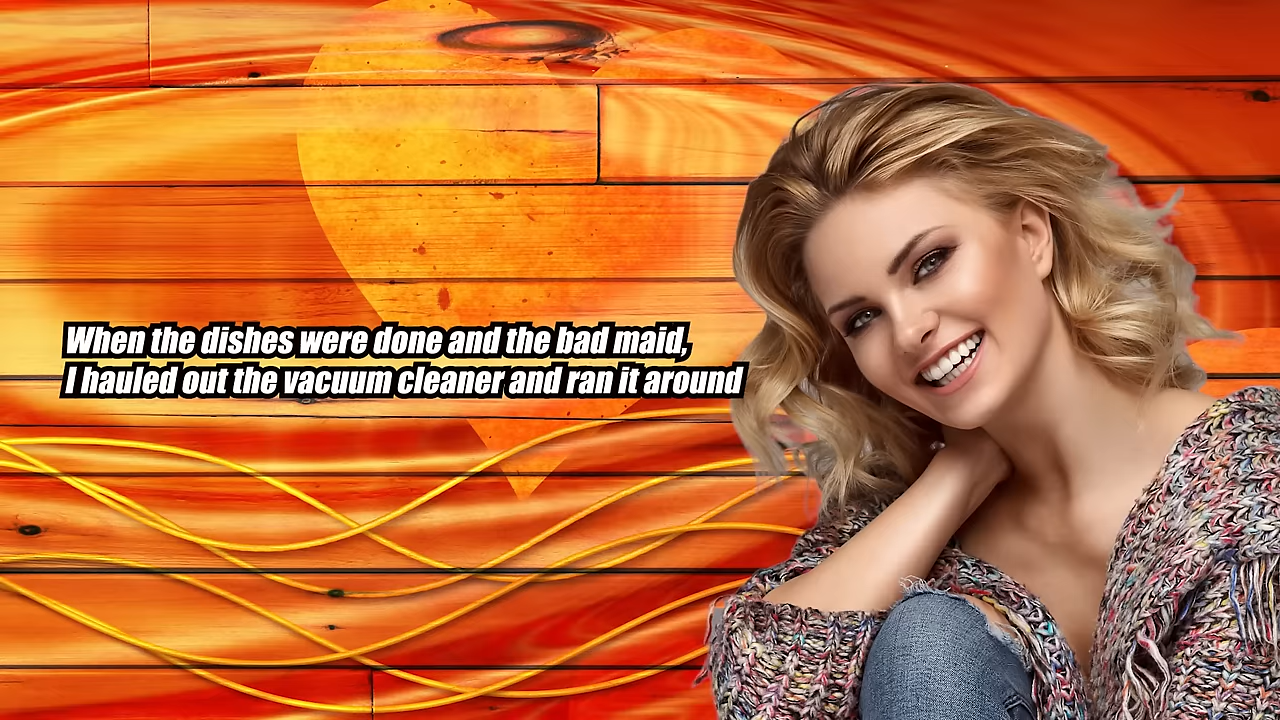 When the dishes were done and the bad maid,
I hauled out the vacuum cleaner and ran it around